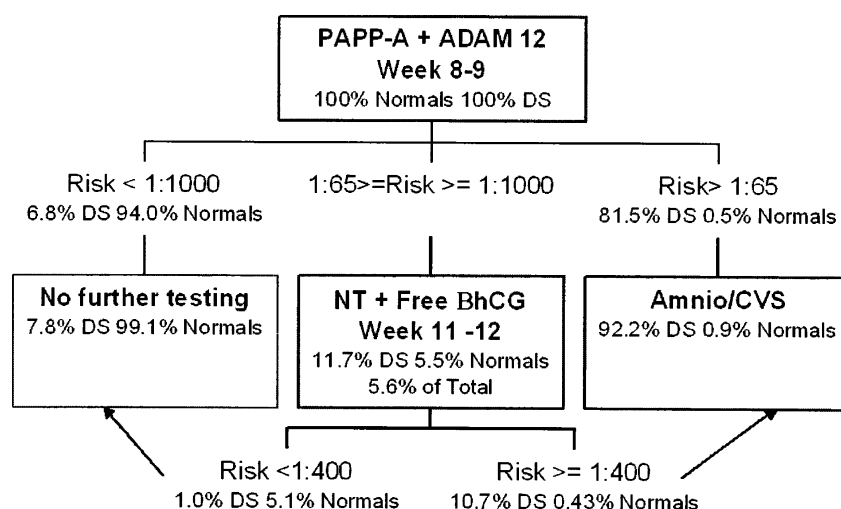 PAPP-A + ADAM 12
Week 8-9
100% Normals 100% DS
Risk < 1:1000
6.8% DS 94.0% Normals
1:65>=Risk >= 1:1000
Risk> 1:65
81.5% DS 0.5% Normals
No further testing
7.8% DS 99.1% Normals
NT + Free BhCG
Week 11 -12
11.7% DS 5.5% Normals
5.6% of Total
Amnio/CVS
92.2% DS 0.9% Normals
Risk <1:400
1.0% DS 5.1% Normals
Risk >= 1:400
10.7% DS 0.43% Normals